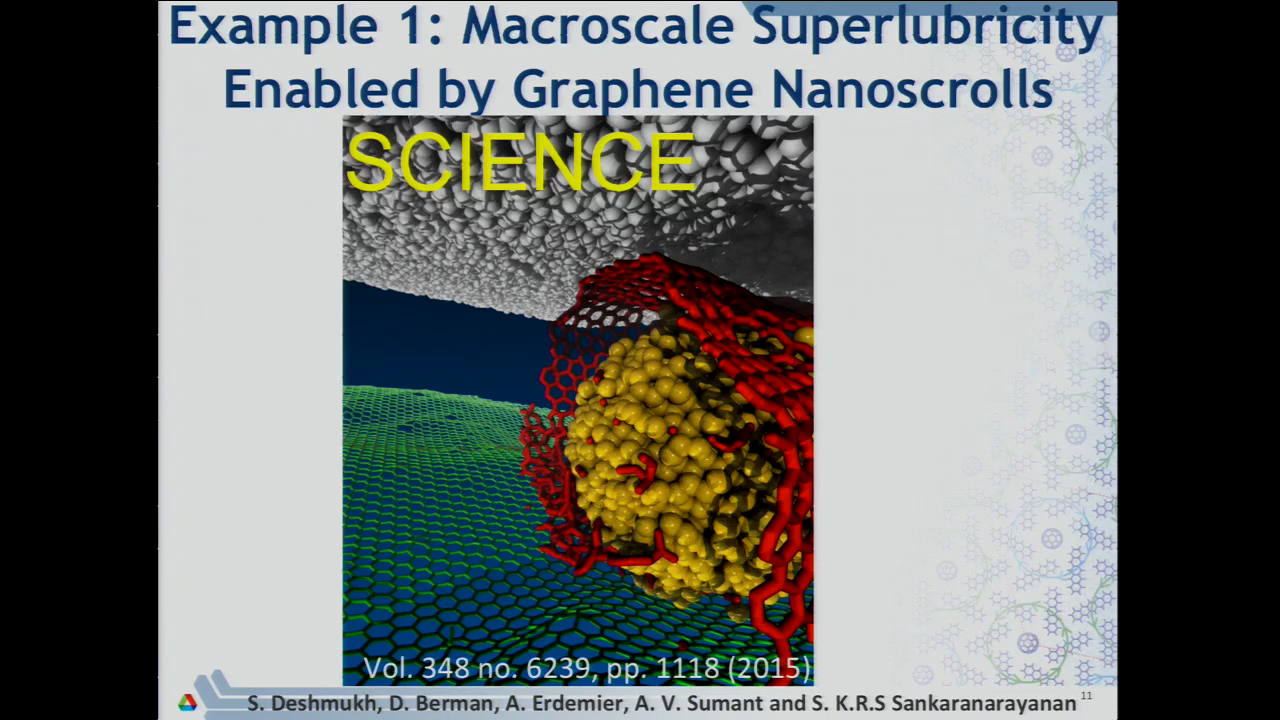 Example 1: Macroscale Superlubricity
Enabled by Graphene Nanoscrolls
SCIENCE
Vol. 348 no. 6239, pp. 1118 (2015)
S. Deshmukh, D. Berman, A. Erdemier, A. V. Sumant and S. K.R.S Sankaranarayanan
11